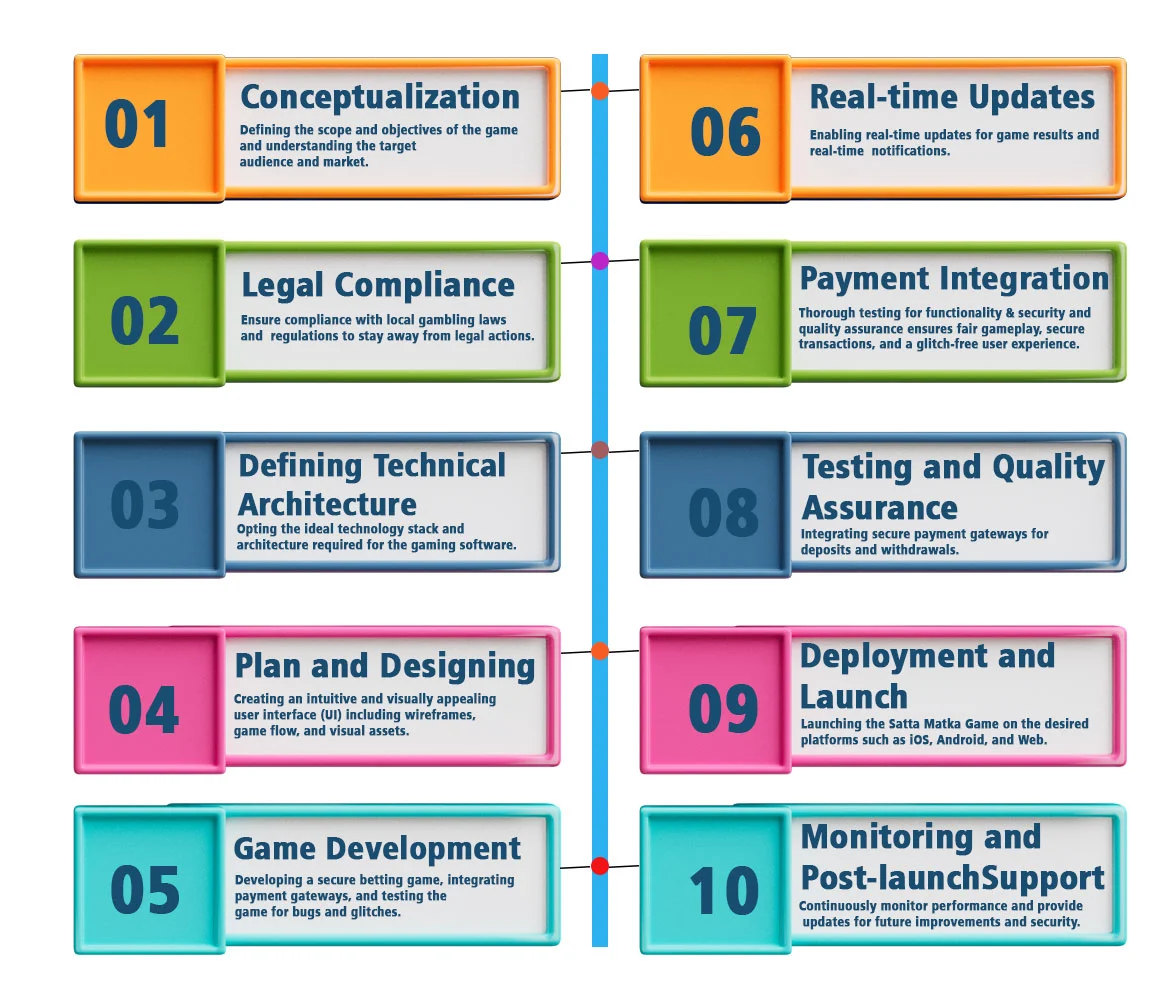 01
Conceptualization
Defining the scope and objectives of the game
and understanding the target
audience and market.
02
Legal Compliance
Ensure compliance with local gambling laws
and  regulations to stay away from legal actions.
03
Defining Technical
Architecture
Opting the ideal technology stack and
architecture required for the gaming software.
04
Plan and Designing
Creating an intuitive and visually appealing
user interface (UI) including wireframes,
game flow, and visual assets.
05
Game Development
Developing a secure betting game, integrating
payment gateways, and testing the
game for bugs and glitches.
06
Real-time Updates
Enabling real-time updates for game results and
real-time  notifications.
07
Payment Integration
Thorough testing for functionality & security and
quality assurance ensures fair gameplay, secure
transactions, and a glitch-free user experience.
08
Testing and Quality
Assurance
Integrating secure payment gateways for
deposits and withdrawals.
09
Deployment and
Launch
Launching the Satta Matka Game on the desired
platforms such as iOS, Android, and Web.
10
Monitoring and
Post-launchSupport
Continuously monitor performance and provide
updates for future improvements and security.